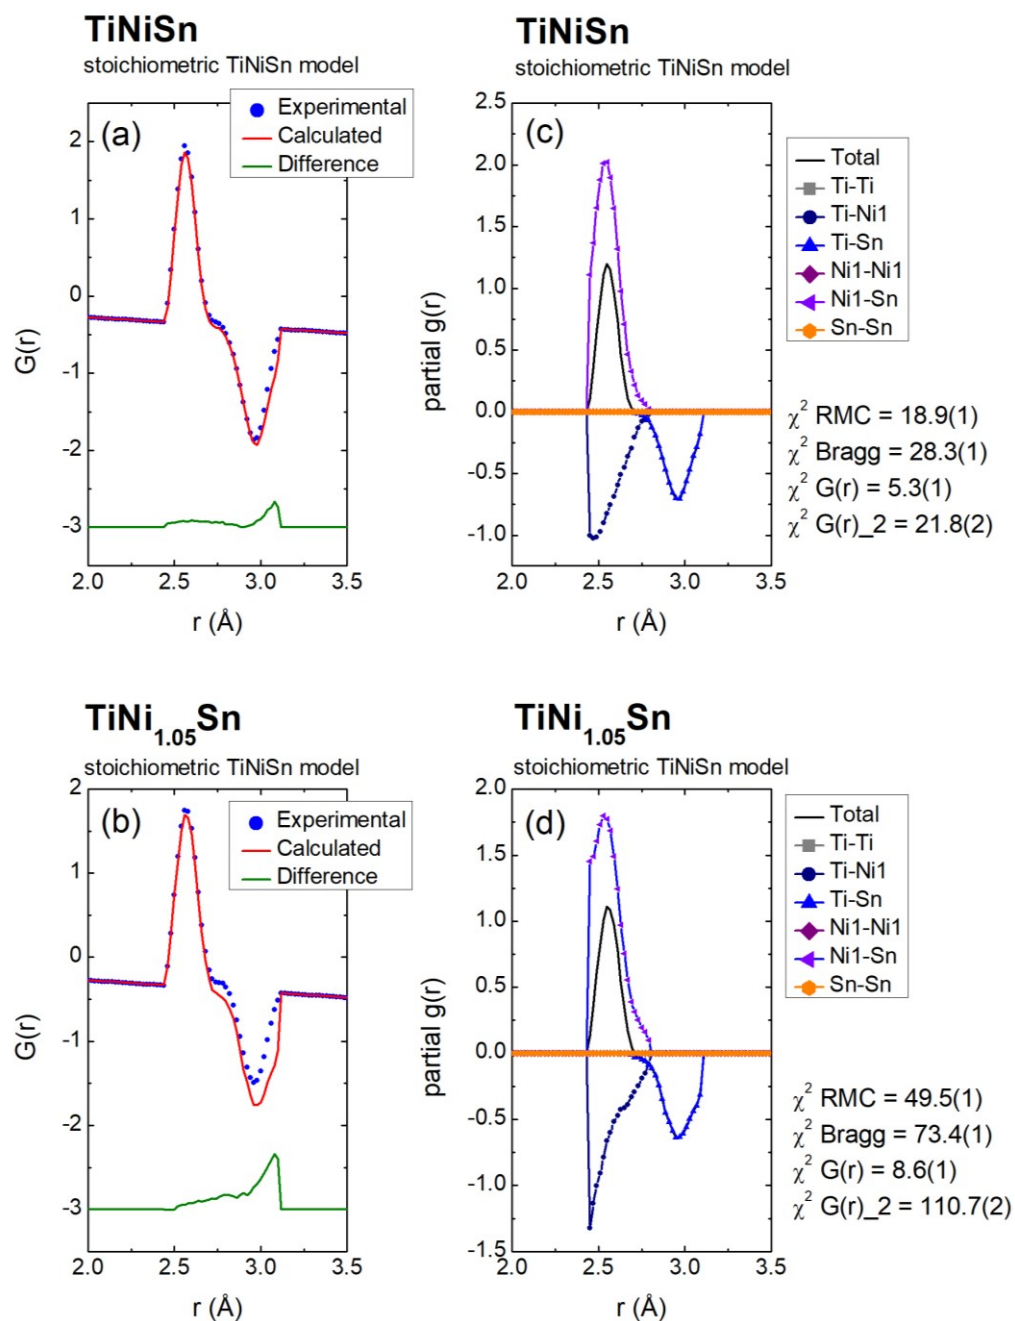 TiNiSn
stoichiometric TiNiSn model
(a)
Experimental
Calculated
Difference
2
1
0
-1
-2
-3
G(r)
2.0 2.5 3.0 3.5
r (Å)
TiNiSn
stoichiometric TiNiSn model
(c)
2.5
2.0
1.5
1.0
0.5
0.0
-0.5
-1.0
partial g(r)
2.0 2.5 3.0 3.5
r (Å)
Total
Ti-Ti
Ti-Ni1
Ti-Sn
Ni1-Ni1
Ni1-Sn
Sn-Sn
χ² RMC = 18.9(1)
χ² Bragg = 28.3(1)
χ² G(r) = 5.3(1)
χ² G(r)_2 = 21.8(2)
TiNi₁.₀₅Sn
stoichiometric TiNiSn model
(b)
Experimental
Calculated
Difference
2
1
0
-1
-2
-3
G(r)
2.0 2.5 3.0 3.5
r (Å)
TiNi₁.₀₅Sn
stoichiometric TiNiSn model
(d)
2.0
1.5
1.0
0.5
0.0
-0.5
-1.0
-1.5
partial g(r)
2.0 2.5 3.0 3.5
r (Å)
Total
Ti-Ti
Ti-Ni1
Ti-Sn
Ni1-Ni1
Ni1-Sn
Sn-Sn
χ² RMC = 49.5(1)
χ² Bragg = 73.4(1)
χ² G(r) = 8.6(1)
χ² G(r)_2 = 110.7(2)